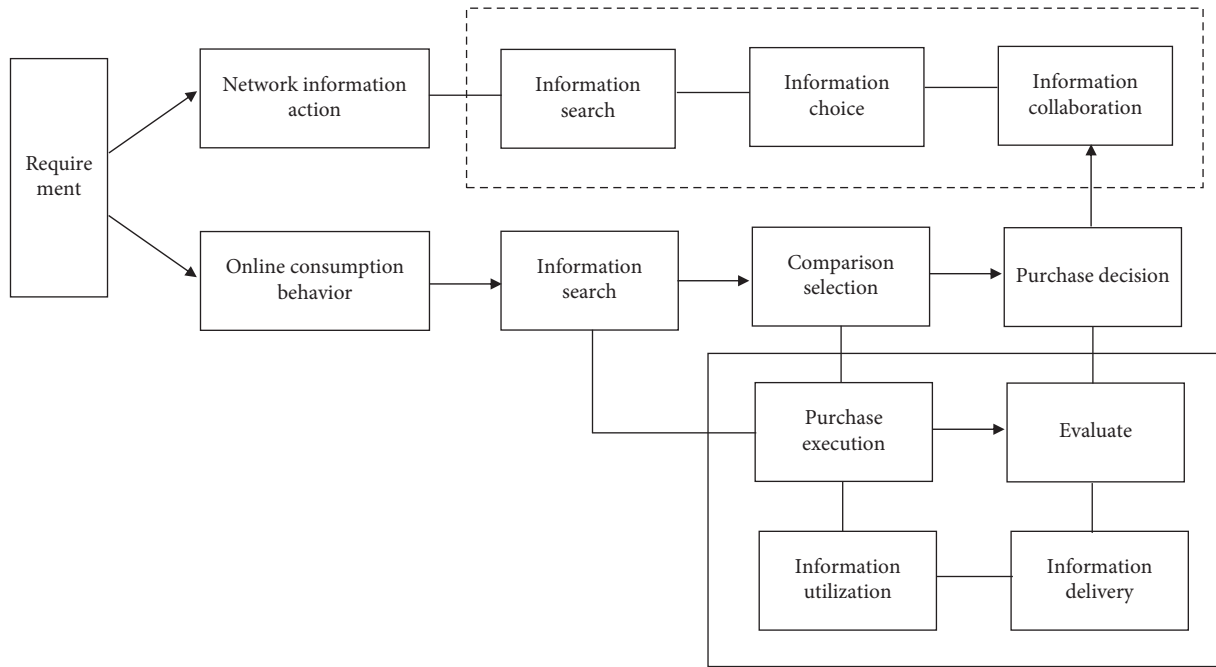 Require
ment
Network information
action
Information
search
Information
choice
Information
collaboration
Online consumption
behavior
Information
search
Comparison
selection
Purchase decision
Purchase
execution
Evaluate
Information
utilization
Information
delivery